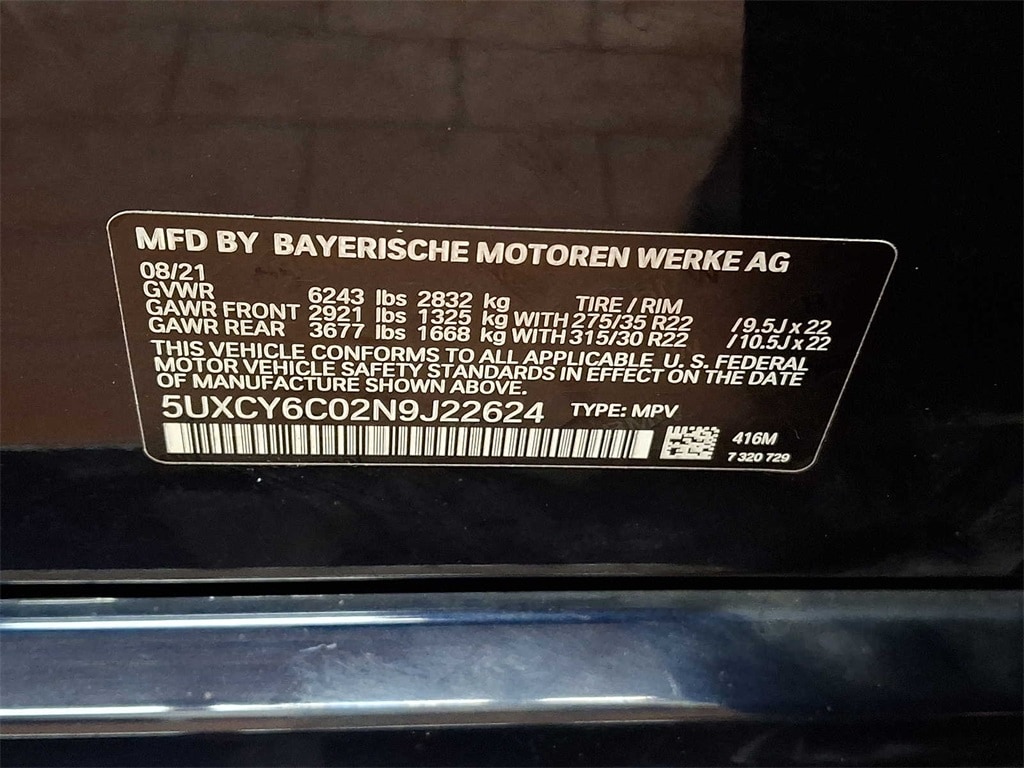 MFD BY BAYERISCHE MOTOREN WERKE AG
08/21
GVWR 6243 lbs 2832 kg TIRE / RIM
GAWR FRONT 2921 lbs 1325 kg WITH 275/35 R22 / 9.5J x 22
GAWR REAR 3677 lbs 1668 kg WITH 315/30 R22 / 10.5J x 22
THIS VEHICLE CONFORMS TO ALL APPLICABLE U. S. FEDERAL
MOTOR VEHICLE SAFETY STANDARDS IN EFFECT ON THE DATE
OF MANUFACTURE SHOWN ABOVE.
5UXCY6C02N9J22624 TYPE: MPV
416M
7 320 729